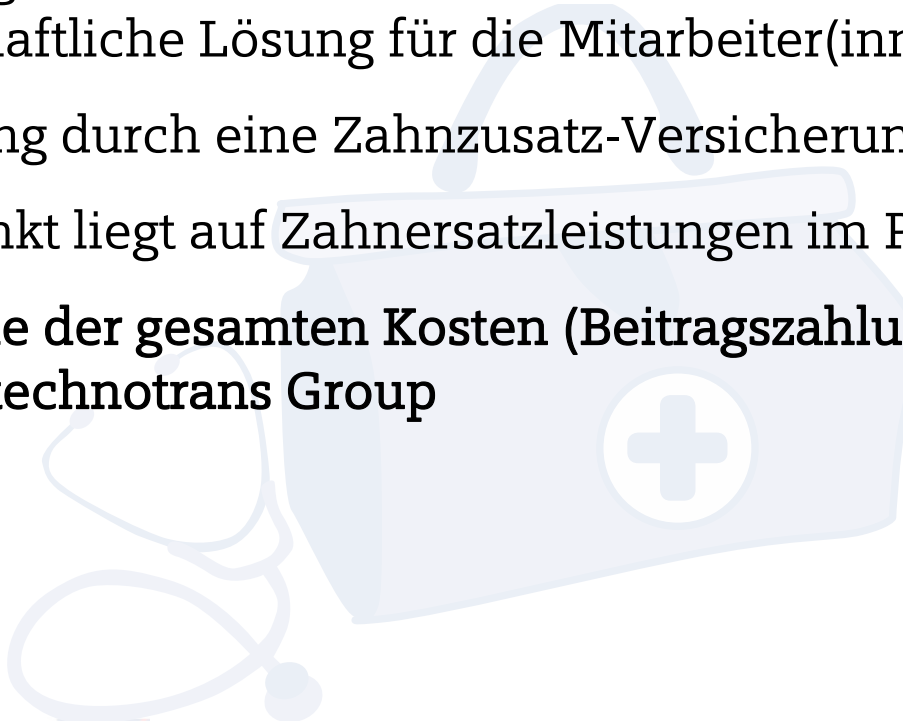 aftliche Lösung für die Mitarbeiter(inn
ng durch eine Zahnzusatz-Versicherun
nkt liegt auf Zahnersatzleistungen im P
e der gesamten Kosten (Beitragszahlu
technotrans Group